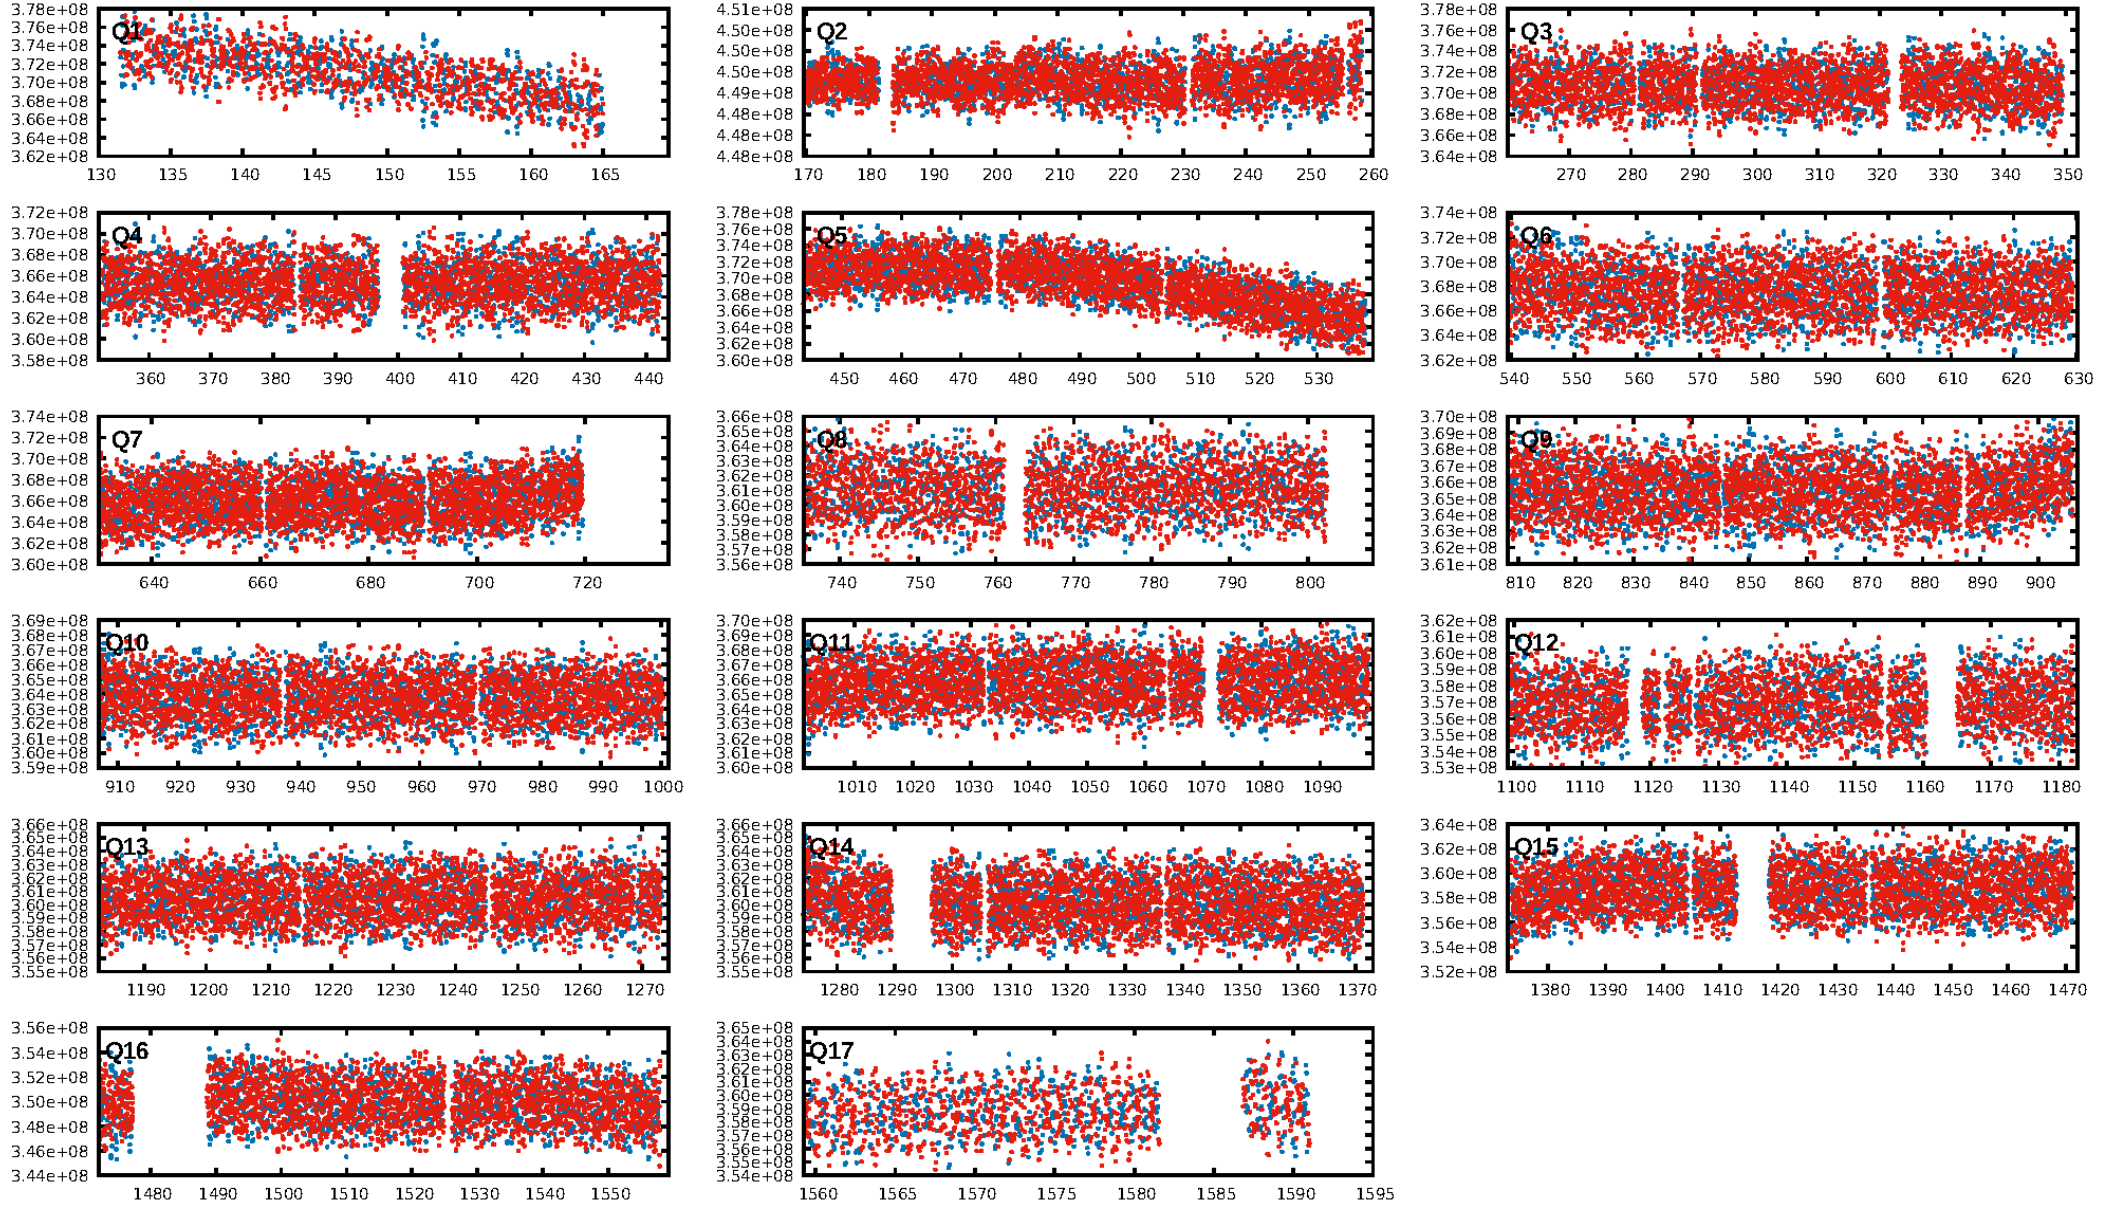 Q1
3.78e+08
3.76e+08
3.74e+08
3.72e+08
3.70e+08
3.68e+08
3.66e+08
3.64e+08
3.62e+08
130 135 140 145 150 155 160 165
Q2
4.51e+08
4.50e+08
4.50e+08
4.49e+08
4.48e+08
4.48e+08
4.48e+08
170 180 190 200 210 220 230 240 250 260
Q3
3.78e+08
3.76e+08
3.74e+08
3.72e+08
3.70e+08
3.68e+08
3.66e+08
3.64e+08
270 280 290 300 310 320 330 340 350
Q4
3.72e+08
3.70e+08
3.68e+08
3.66e+08
3.64e+08
3.62e+08
3.60e+08
3.58e+08
360 370 380 390 400 410 420 430 440
Q5
3.78e+08
3.76e+08
3.74e+08
3.72e+08
3.70e+08
3.68e+08
3.66e+08
3.64e+08
3.62e+08
3.60e+08
450 460 470 480 490 500 510 520 530
Q6
3.74e+08
3.72e+08
3.70e+08
3.68e+08
3.66e+08
3.64e+08
3.62e+08
540 550 560 570 580 590 600 610 620 630
Q7
3.74e+08
3.72e+08
3.70e+08
3.68e+08
3.66e+08
3.64e+08
3.62e+08
3.60e+08
640 660 680 700 720
Q8
3.66e+08
3.65e+08
3.64e+08
3.63e+08
3.62e+08
3.61e+08
3.60e+08
3.59e+08
3.58e+08
3.57e+08
3.56e+08
740 750 760 770 780 790 800
Q9
3.70e+08
3.69e+08
3.68e+08
3.67e+08
3.66e+08
3.65e+08
3.64e+08
3.63e+08
3.62e+08
3.61e+08
810 820 830 840 850 860 870 880 890 900
Q10
3.69e+08
3.68e+08
3.67e+08
3.66e+08
3.65e+08
3.64e+08
3.63e+08
3.62e+08
3.61e+08
3.60e+08
3.59e+08
910 920 930 940 950 960 970 980 990 1000
Q11
3.70e+08
3.69e+08
3.68e+08
3.67e+08
3.66e+08
3.65e+08
3.64e+08
3.63e+08
3.62e+08
3.61e+08
3.60e+08
1010 1020 1030 1040 1050 1060 1070 1080 1090
Q12
3.62e+08
3.61e+08
3.60e+08
3.59e+08
3.58e+08
3.57e+08
3.56e+08
3.55e+08
3.54e+08
3.53e+08
1100 1110 1120 1130 1140 1150 1160 1170 1180
Q13
3.66e+08
3.65e+08
3.64e+08
3.63e+08
3.62e+08
3.61e+08
3.60e+08
3.59e+08
3.58e+08
3.57e+08
3.56e+08
3.55e+08
1190 1200 1210 1220 1230 1240 1250 1260 1270
Q14
3.66e+08
3.65e+08
3.64e+08
3.63e+08
3.62e+08
3.61e+08
3.60e+08
3.59e+08
3.58e+08
3.57e+08
3.56e+08
3.55e+08
1280 1290 1300 1310 1320 1330 1340 1350 1360 1370
Q15
3.64e+08
3.62e+08
3.60e+08
3.58e+08
3.56e+08
3.54e+08
3.52e+08
1380 1390 1400 1410 1420 1430 1440 1450 1460 1470
Q16
3.56e+08
3.54e+08
3.52e+08
3.50e+08
3.48e+08
3.46e+08
3.44e+08
1480 1490 1500 1510 1520 1530 1540 1550
Q17
3.65e+08
3.64e+08
3.63e+08
3.62e+08
3.61e+08
3.60e+08
3.59e+08
3.58e+08
3.57e+08
3.56e+08
3.55e+08
3.54e+08
1560 1565 1570 1575 1580 1585 1590 1595